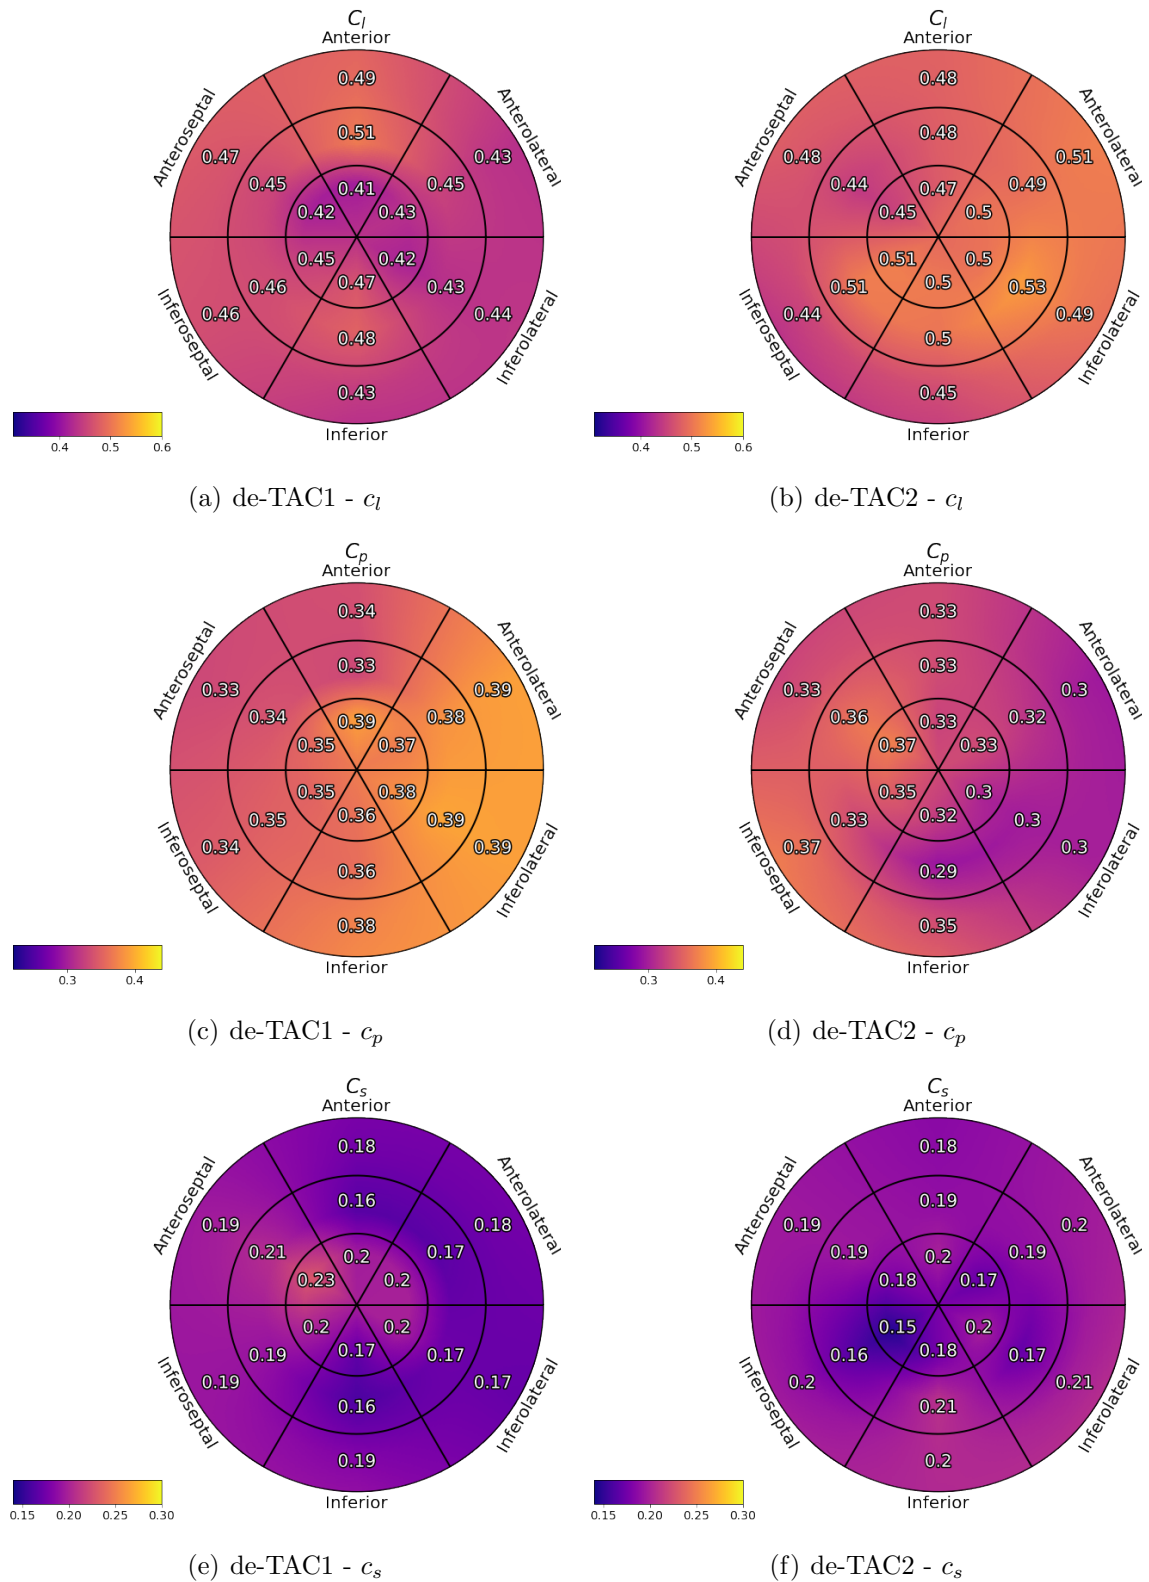 C_l
Anterior
Anteroseptal
Anterolateral
0.49
0.51
0.47
0.43
0.45
0.41
0.45
0.42
0.43
0.45
0.42
0.46
0.47
0.43
0.46
0.44
0.48
0.43
Inferoseptal
Inferolateral
Inferior
0.4 0.5 0.6
(a) de-TAC1 - c_l
C_l
Anterior
Anteroseptal
Anterolateral
0.48
0.48
0.48
0.51
0.44
0.47
0.49
0.45
0.5
0.51
0.5
0.51
0.5
0.53
0.44
0.49
0.5
0.45
Inferoseptal
Inferolateral
Inferior
0.4 0.5 0.6
(b) de-TAC2 - c_l
C_p
Anterior
Anteroseptal
Anterolateral
0.34
0.33
0.33
0.39
0.34
0.39
0.38
0.35
0.37
0.35
0.38
0.35
0.36
0.39
0.34
0.39
0.36
0.38
Inferoseptal
Inferolateral
Inferior
0.3 0.4
(c) de-TAC1 - c_p
C_p
Anterior
Anteroseptal
Anterolateral
0.33
0.33
0.33
0.3
0.36
0.33
0.32
0.37
0.33
0.35
0.3
0.33
0.32
0.3
0.37
0.3
0.29
0.35
Inferoseptal
Inferolateral
Inferior
0.3 0.4
(d) de-TAC2 - c_p
C_s
Anterior
Anteroseptal
Anterolateral
0.18
0.16
0.19
0.18
0.21
0.2
0.17
0.23
0.2
0.2
0.2
0.19
0.17
0.17
0.19
0.17
0.16
0.19
Inferoseptal
Inferolateral
Inferior
0.15 0.20 0.25 0.30
(e) de-TAC1 - c_s
C_s
Anterior
Anteroseptal
Anterolateral
0.18
0.19
0.19
0.2
0.19
0.2
0.19
0.18
0.17
0.15
0.2
0.16
0.18
0.17
0.2
0.21
0.21
0.2
Inferoseptal
Inferolateral
Inferior
0.15 0.20 0.25 0.30
(f) de-TAC2 - c_s